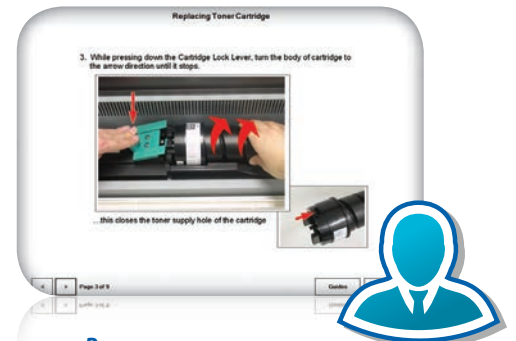 Replacing Toner Cartridge
3. While pressing down the Cartridge Lock Lever, turn the body of cartridge to
the arrow direction until it stops.
...this closes the toner supply hole of the cartridge
< > Page 3 of 9 Guides